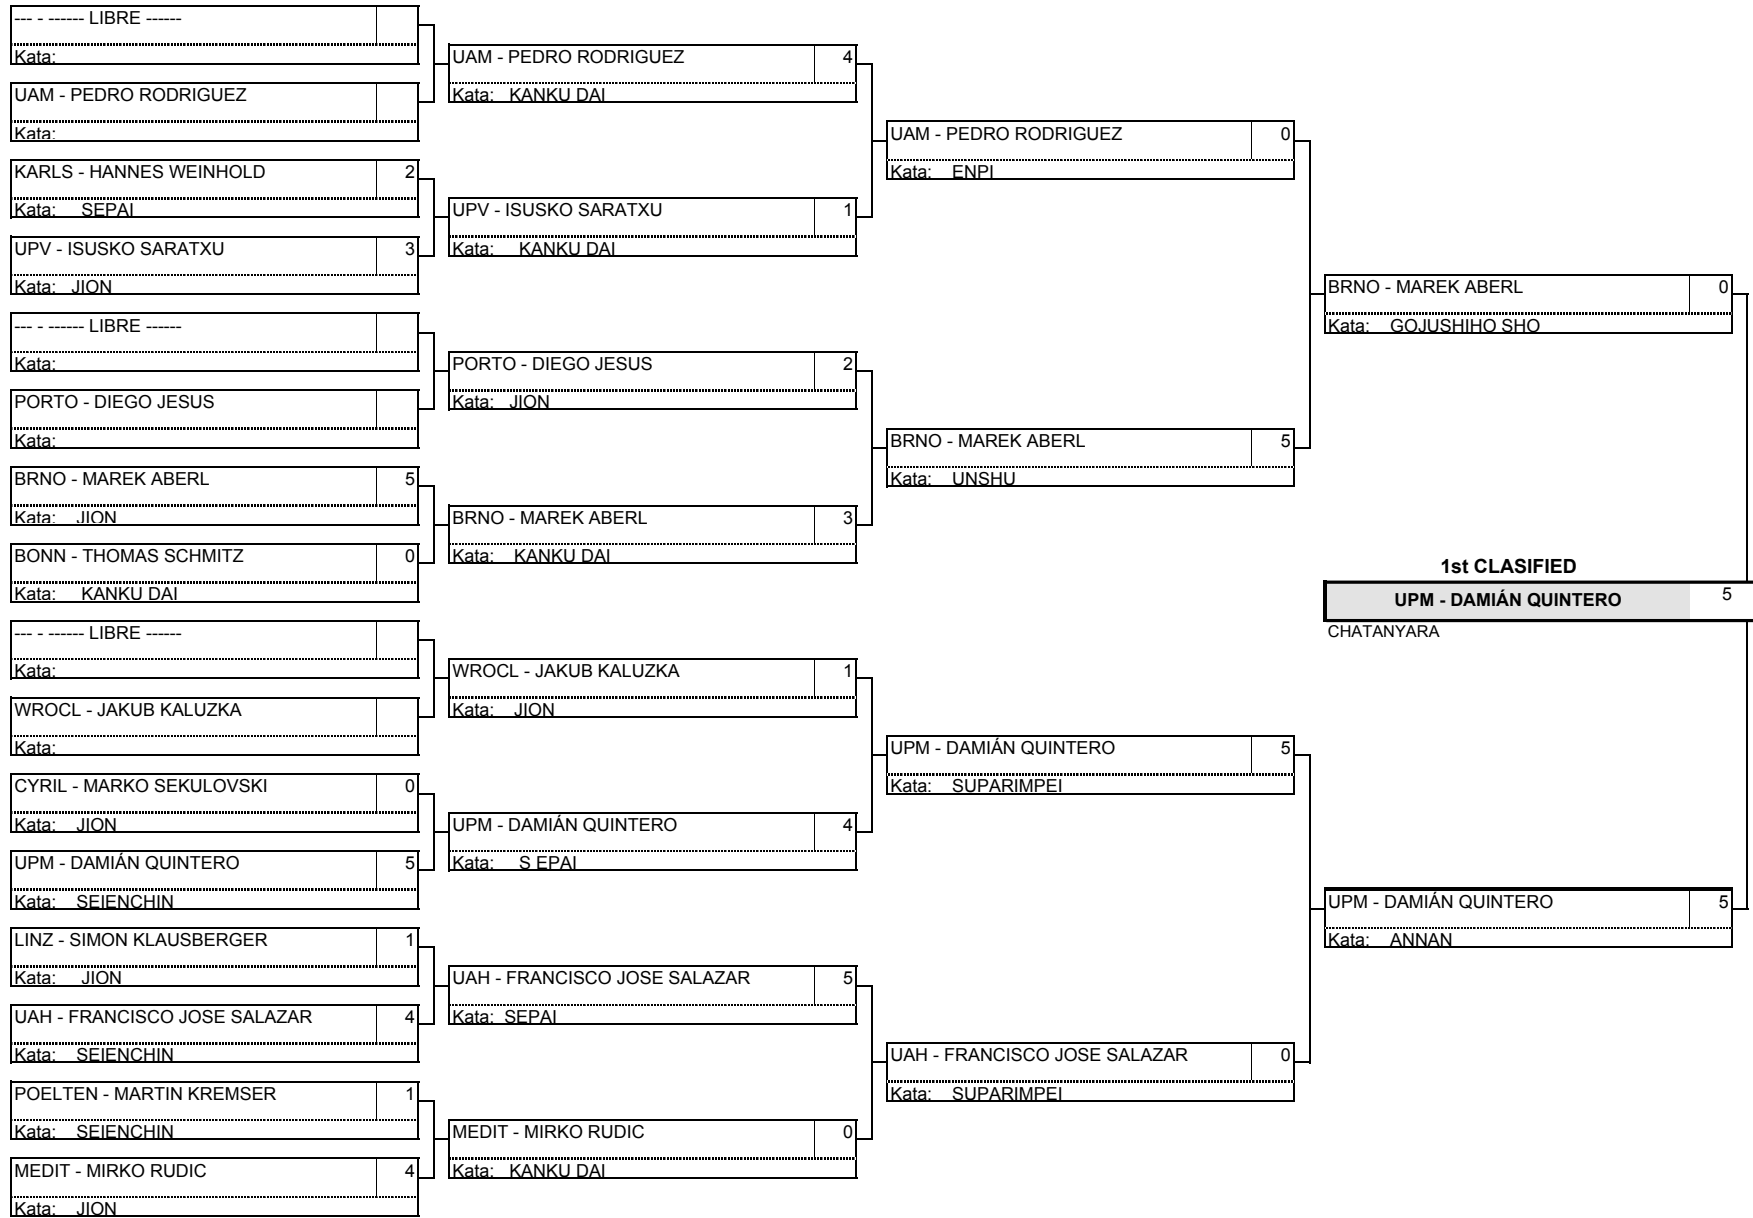 --- - ------ LIBRE ------
Kata:
UAM - PEDRO RODRIGUEZ
Kata:
KARLS - HANNES WEINHOLD 2
Kata: SEPAI
UPV - ISUSKO SARATXU 3
Kata: JION
--- - ------ LIBRE ------
Kata:
PORTO - DIEGO JESUS
Kata:
BRNO - MAREK ABERL 5
Kata: JION
BONN - THOMAS SCHMITZ 0
Kata: KANKU DAI
--- - ------ LIBRE ------
Kata:
WROCL - JAKUB KALUZKA
Kata:
CYRIL - MARKO SEKULOVSKI 0
Kata: JION
UPM - DAMIÁN QUINTERO 5
Kata: SEIENCHIN
LINZ - SIMON KLAUSBERGER 1
Kata: JION
UAH - FRANCISCO JOSE SALAZAR 4
Kata: SEIENCHIN
POELTEN - MARTIN KREMSER 1
Kata: SEIENCHIN
MEDIT - MIRKO RUDIC 4
Kata: JION
UAM - PEDRO RODRIGUEZ 4
Kata: KANKU DAI
UPV - ISUSKO SARATXU 1
Kata: KANKU DAI
PORTO - DIEGO JESUS 2
Kata: JION
BRNO - MAREK ABERL 3
Kata: KANKU DAI
WROCL - JAKUB KALUZKA 1
Kata: JION
UPM - DAMIÁN QUINTERO 4
Kata: S EPAI
UAH - FRANCISCO JOSE SALAZAR 5
Kata: SEPAI
MEDIT - MIRKO RUDIC 0
Kata: KANKU DAI
UAM - PEDRO RODRIGUEZ 0
Kata: ENPI
BRNO - MAREK ABERL 5
Kata: UNSHU
UPM - DAMIÁN QUINTERO 5
Kata: SUPARIMPEI
UAH - FRANCISCO JOSE SALAZAR 0
Kata: SUPARIMPEI
BRNO - MAREK ABERL 0
Kata: GOJUSHIHO SHO
1st CLASIFIED
UPM - DAMIÁN QUINTERO 5
CHATANYARA
UPM - DAMIÁN QUINTERO 5
Kata: ANNAN